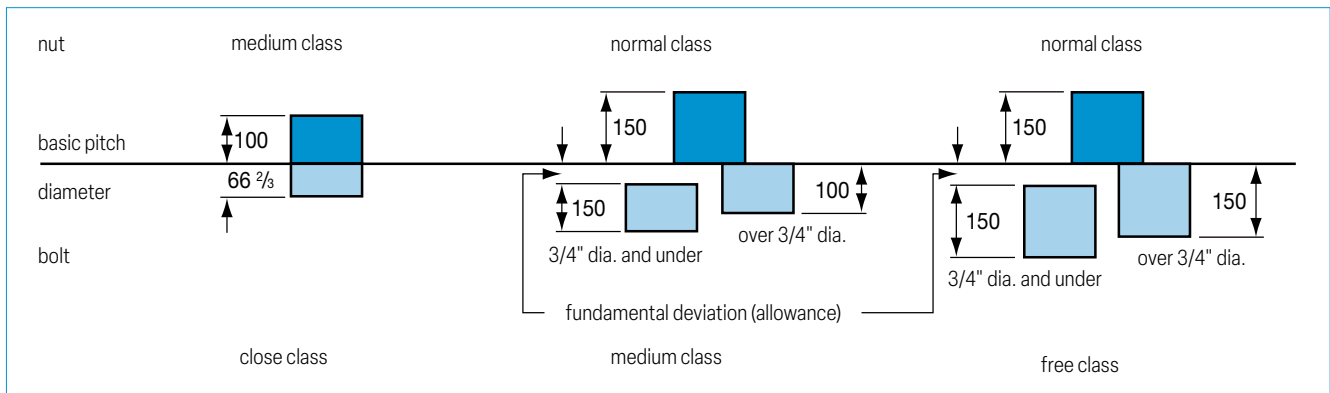 nut medium class normal class normal class
150 150
100
basic pitch
66 2/3 100
diameter
150 150 150
over 3/4" dia. over 3/4" dia.
bolt 3/4" dia. and under 3/4" dia. and under
fundamental deviation (allowance)
close class medium class free class